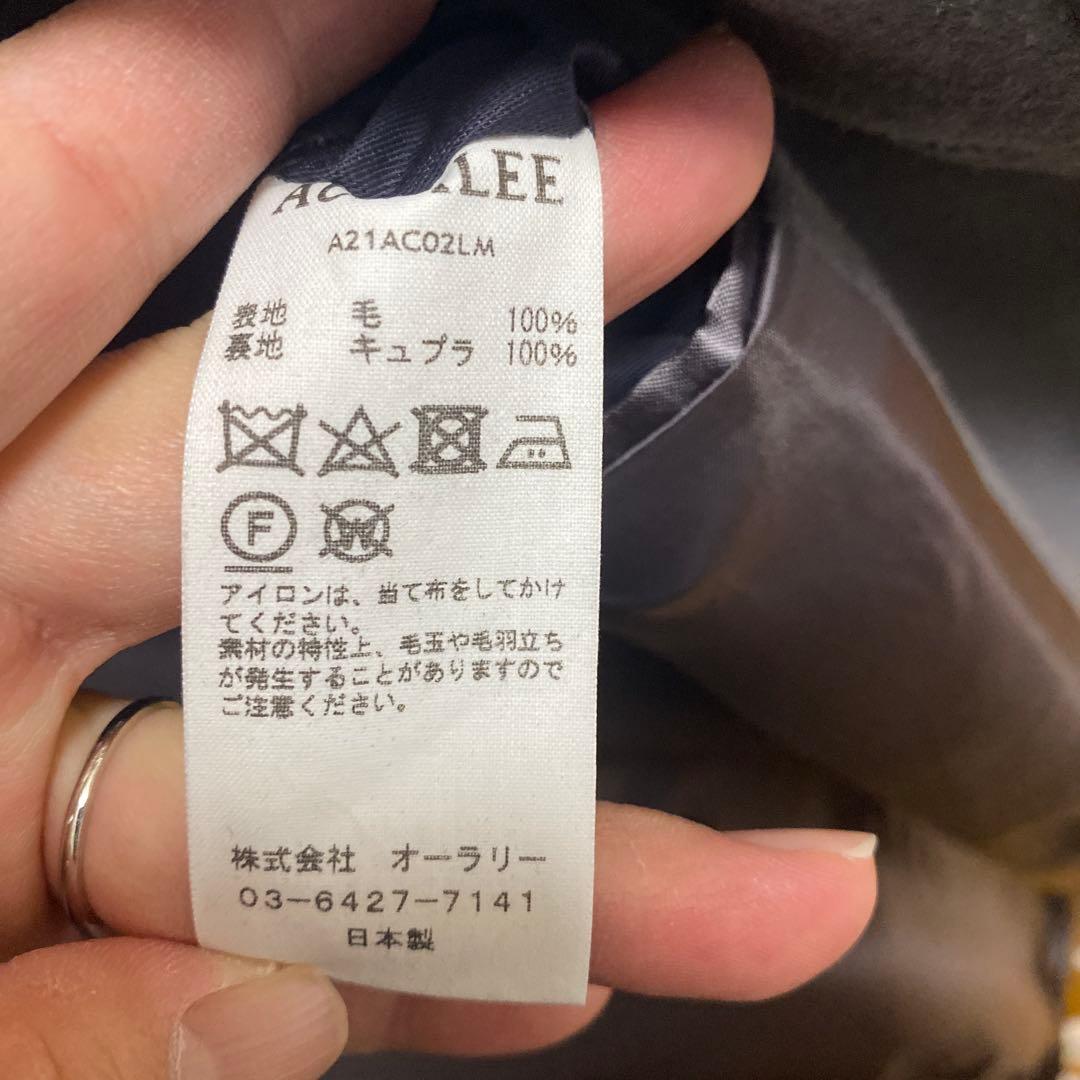 A21AC02LM
表地 毛 100%
裏地 キュプラ 100%
F
W
アイロンは、当て布をしてかけ
てください。
素材の特性上、毛玉や毛羽立ち
が発生することがありますので
ご注意ください。
株式会社 オーラリー
03-6427-7141
日本製